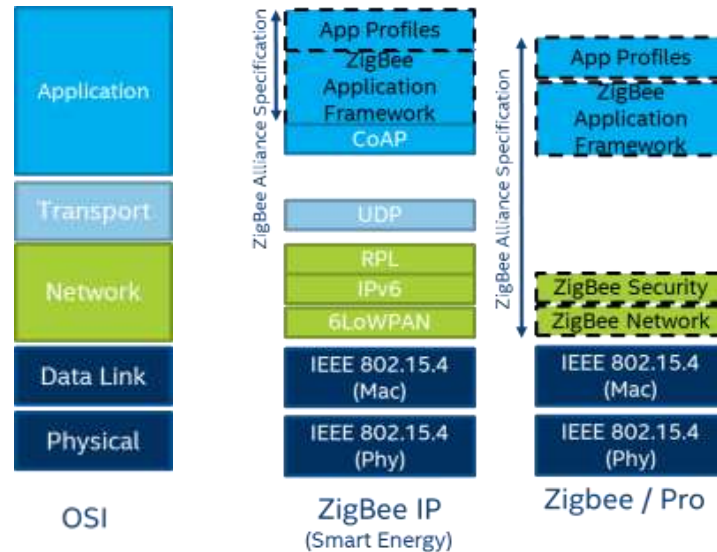 Application
Transport
Network
Data Link
Physical
OSI
ZigBee Alliance Specification
App Profiles
ZigBee
Application
Framework
CoAP
UDP
RPL
IPv6
6LoWPAN
IEEE 802.15.4
(Mac)
IEEE 802.15.4
(Phy)
ZigBee IP
(Smart Energy)
ZigBee Alliance Specification
App Profiles
ZigBee
Application
Framework
ZigBee Security
ZigBee Network
IEEE 802.15.4
(Mac)
IEEE 802.15.4
(Phy)
Zigbee / Pro